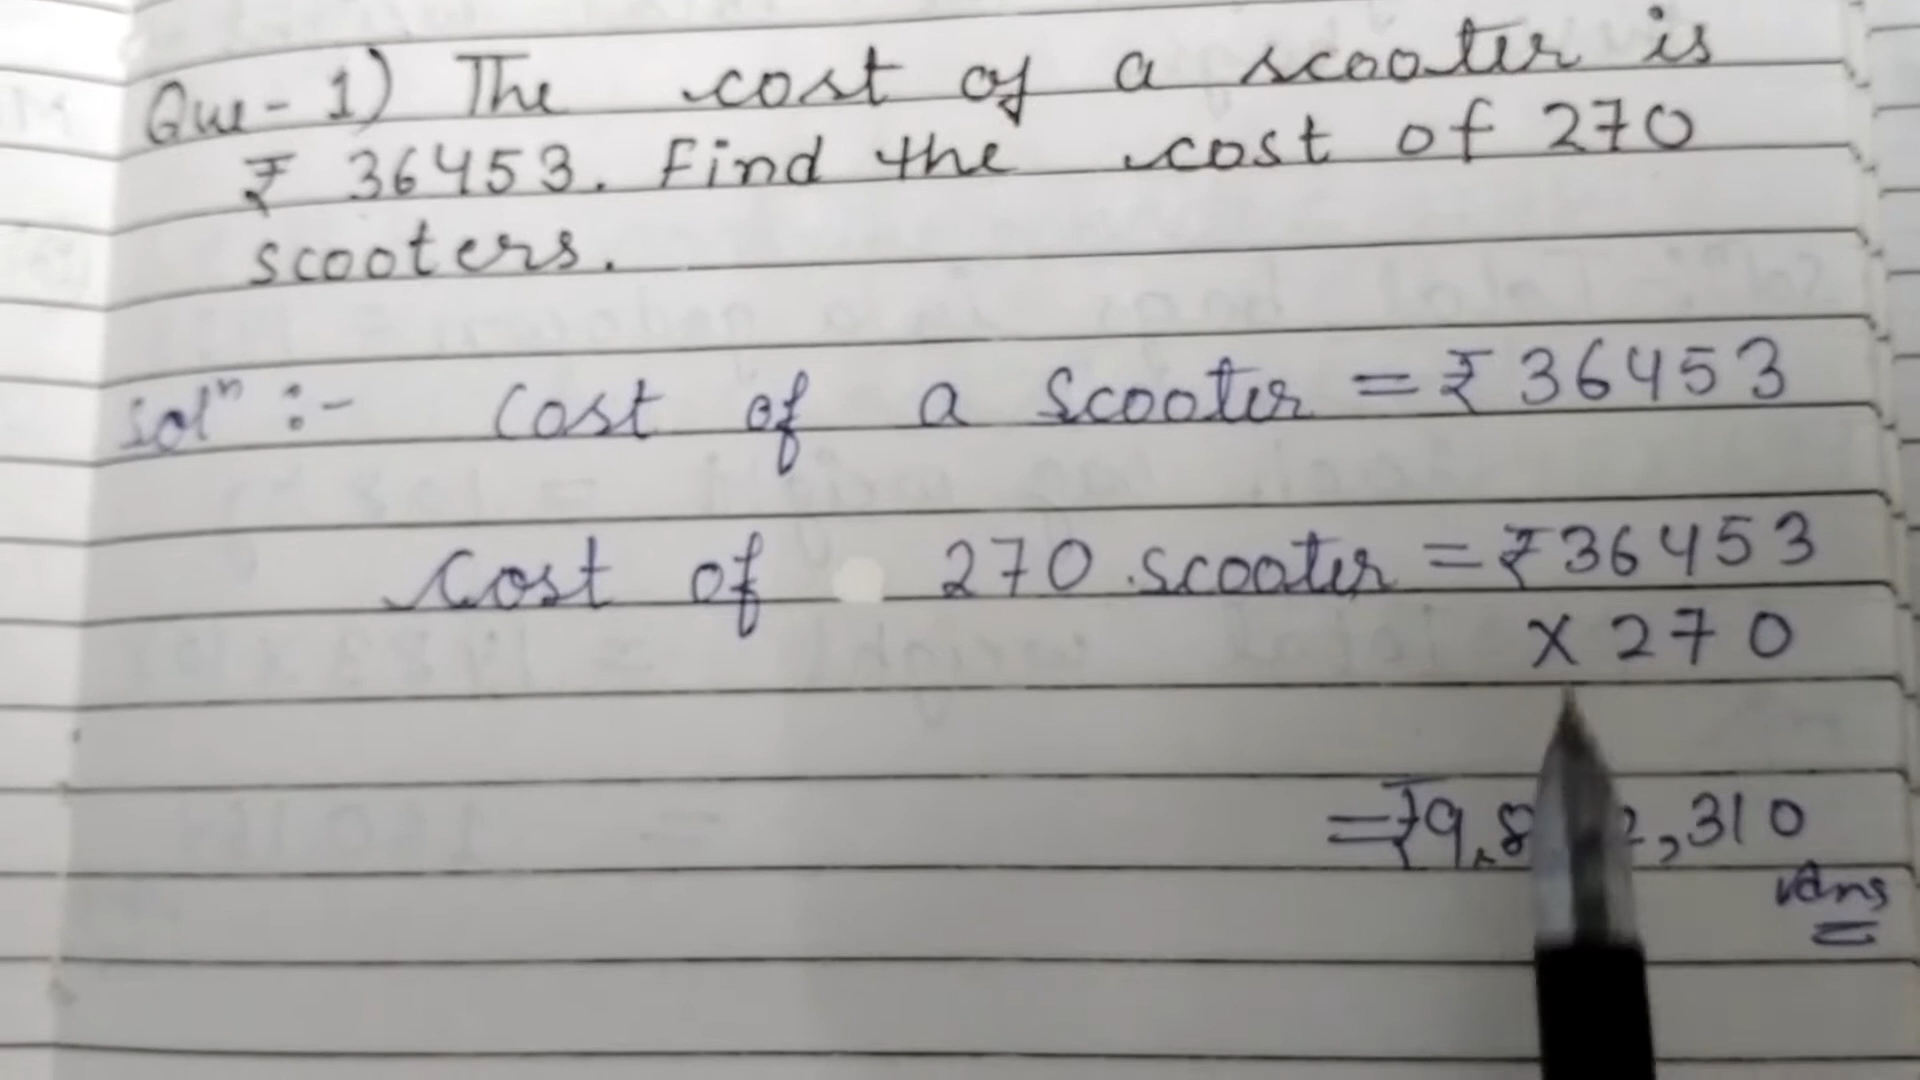 Que- 1) The cost of a scooter is
₹ 36453. Find the cost of 270
scooters.
Solⁿ :- Cost of a Scooter = ₹ 36453
Cost of 270 scooter = ₹ 36453
x 270
= ₹9,8 2,310
Ans